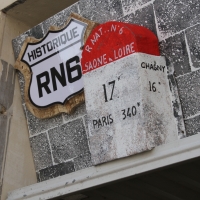 HISTORIQUE
RN6
R.NAT. N°6
SAONE & LOIRE
CHAGNY
17 16
PARIS 340